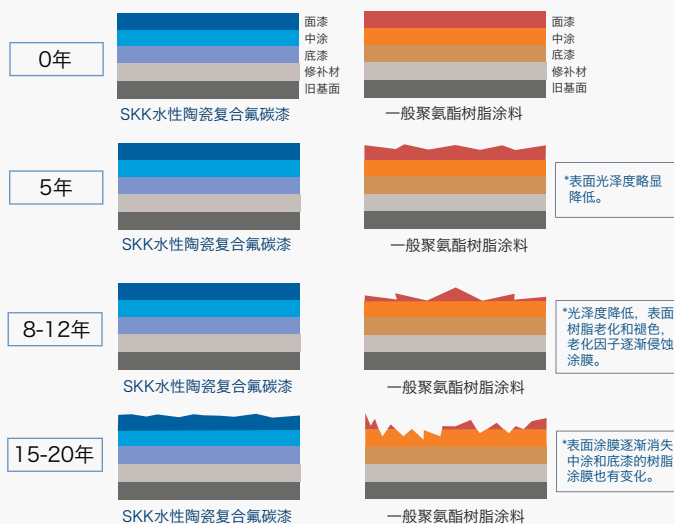 0年
面漆
中涂
底漆
修补材
旧基面
SKK水性陶瓷复合氟碳漆
面漆
中涂
底漆
修补材
旧基面
一般聚氨酯树脂涂料
5年
SKK水性陶瓷复合氟碳漆
一般聚氨酯树脂涂料
*表面光泽度略显
降低。
8-12年
SKK水性陶瓷复合氟碳漆
一般聚氨酯树脂涂料
*光泽度降低，表面
树脂老化和褪色，
老化因子逐渐侵蚀
涂膜。
15-20年
SKK水性陶瓷复合氟碳漆
一般聚氨酯树脂涂料
*表面涂膜逐渐消失
中涂和底漆的树脂
涂膜也有变化。